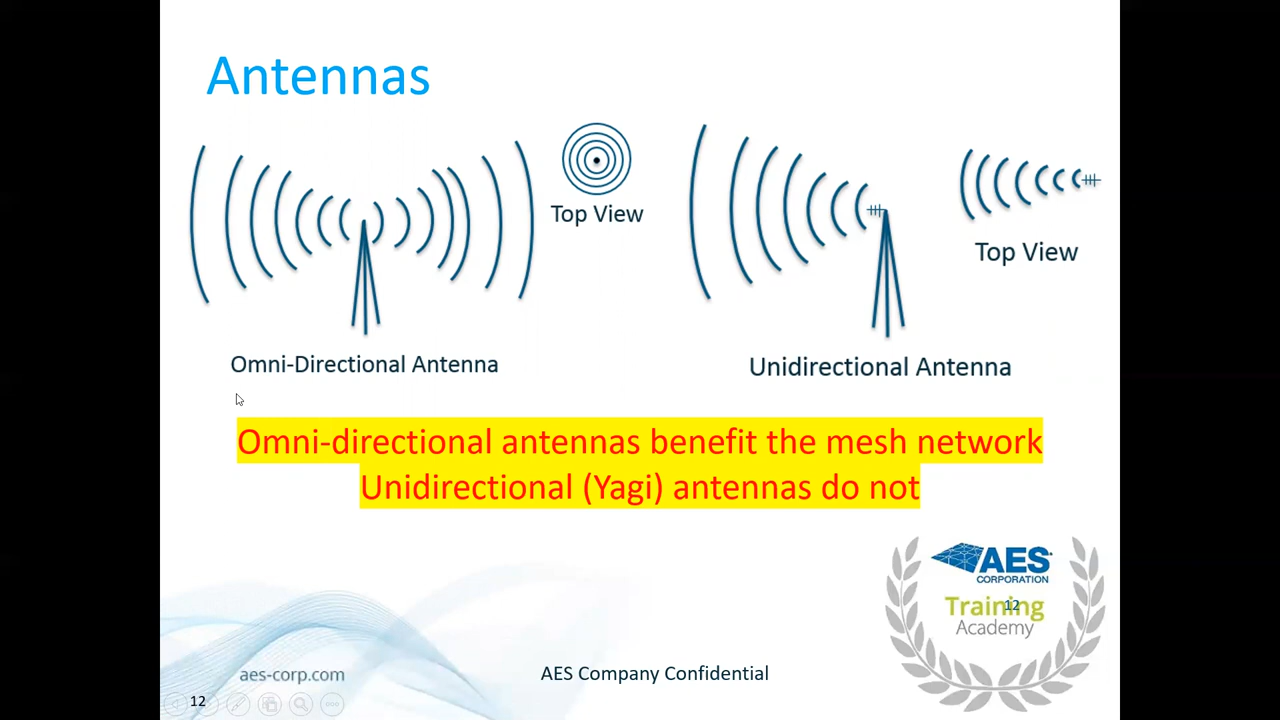 Antennas
Top View
Top View
Omni-Directional Antenna
Unidirectional Antenna
Omni-directional antennas benefit the mesh network
Unidirectional (Yagi) antennas do not
AES
CORPORATION
12
Training
Academy
aes-corp.com
AES Company Confidential
12